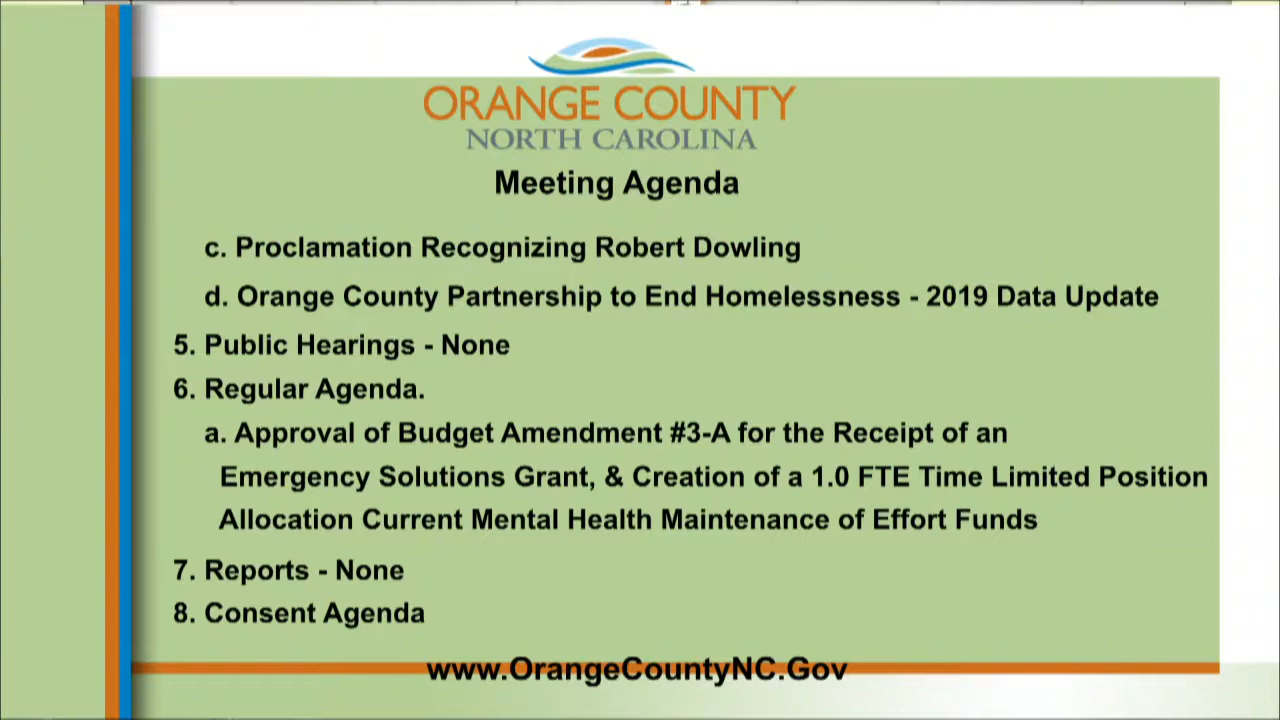 ORANGE COUNTY
NORTH CAROLINA
Meeting Agenda
c. Proclamation Recognizing Robert Dowling
d. Orange County Partnership to End Homelessness - 2019 Data Update
5. Public Hearings - None
6. Regular Agenda.
a. Approval of Budget Amendment #3-A for the Receipt of an
Emergency Solutions Grant, & Creation of a 1.0 FTE Time Limited Position
Allocation Current Mental Health Maintenance of Effort Funds
7. Reports - None
8. Consent Agenda
www.OrangeCountyNC.Gov